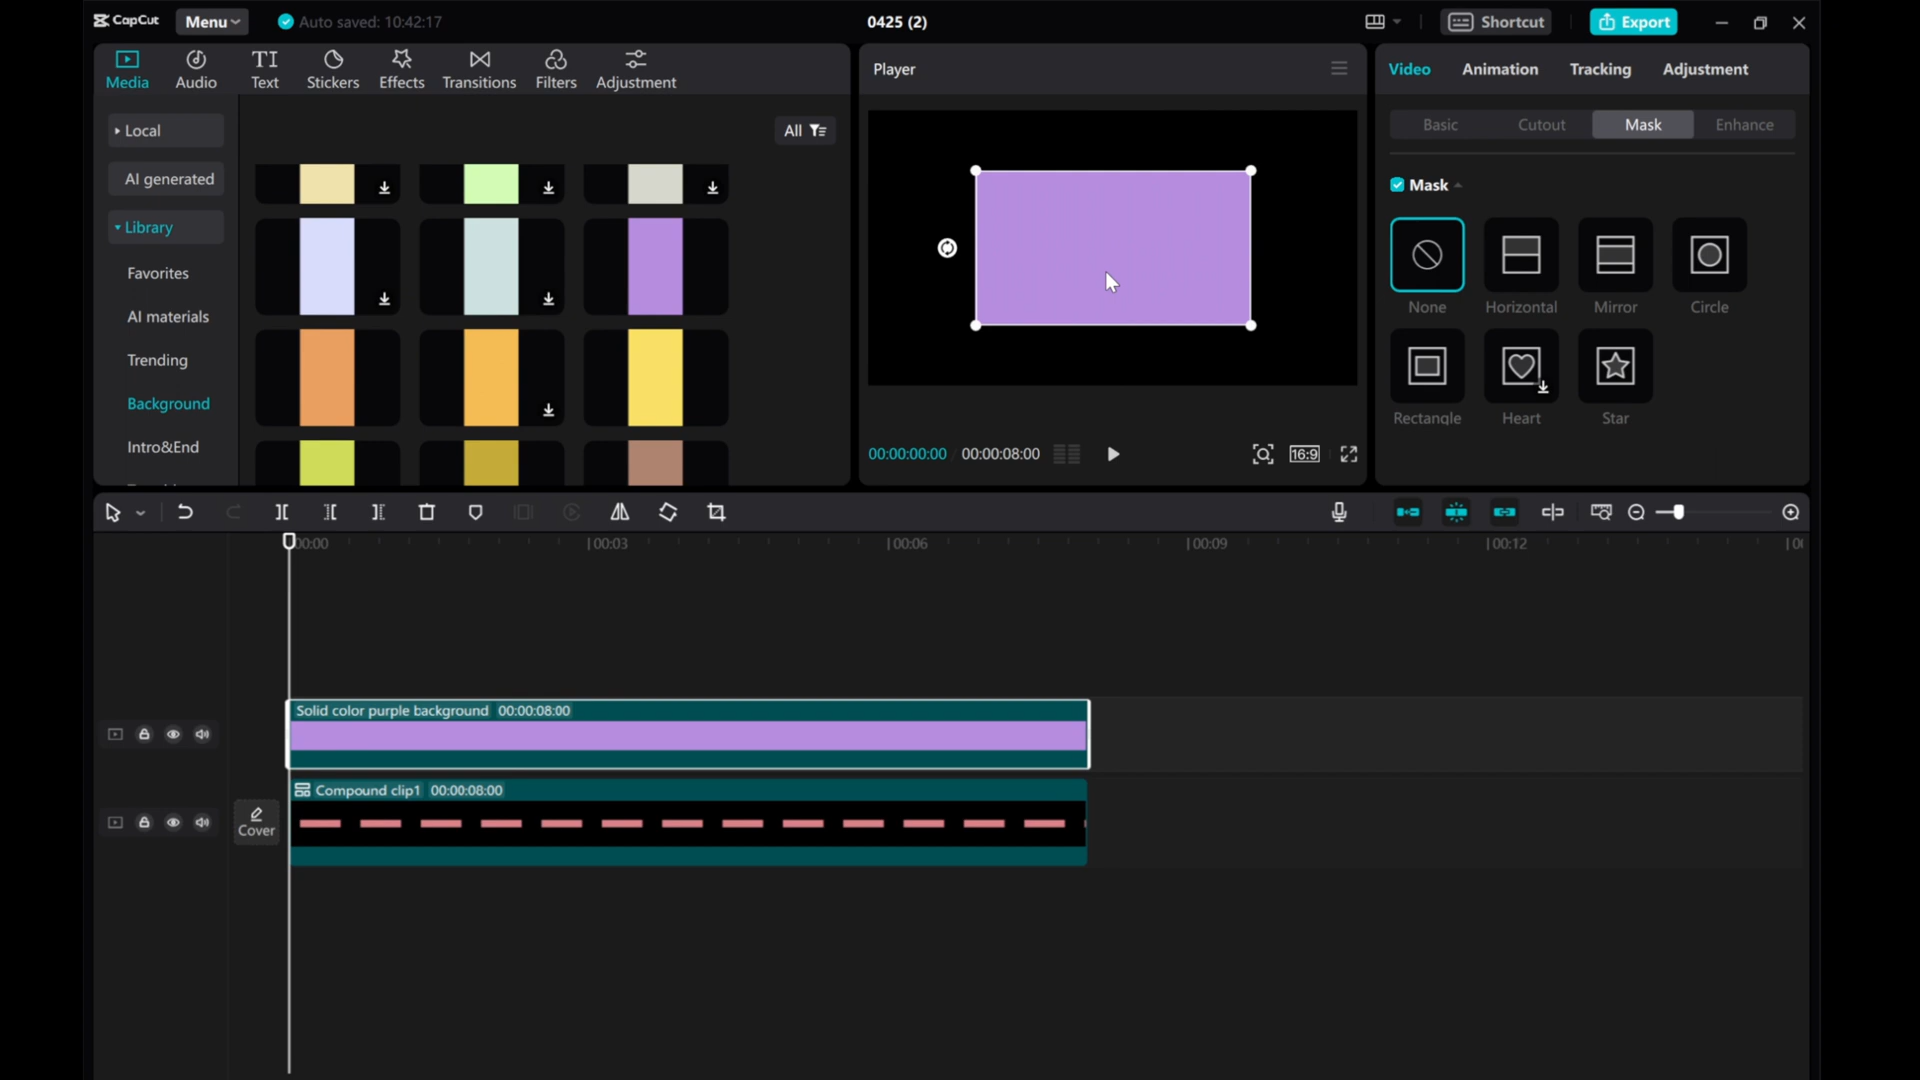 CapCut
Menu
Auto saved: 10:42:17
0425 (2)
Shortcut
Export
Media
Audio
Text
Stickers
Effects
Transitions
Filters
Adjustment
Player
Video
Animation
Tracking
Adjustment
Local
AI generated
Library
Favorites
AI materials
Trending
Background
Intro&End
All
Basic
Cutout
Mask
Enhance
Mask
None
Horizontal
Mirror
Circle
Rectangle
Heart
Star
00:00:00:00
00:00:08:00
16:9
00:00
00:03
00:06
00:09
00:12
Solid color purple background 00:00:08:00
Compound clip1 00:00:08:00
Cover